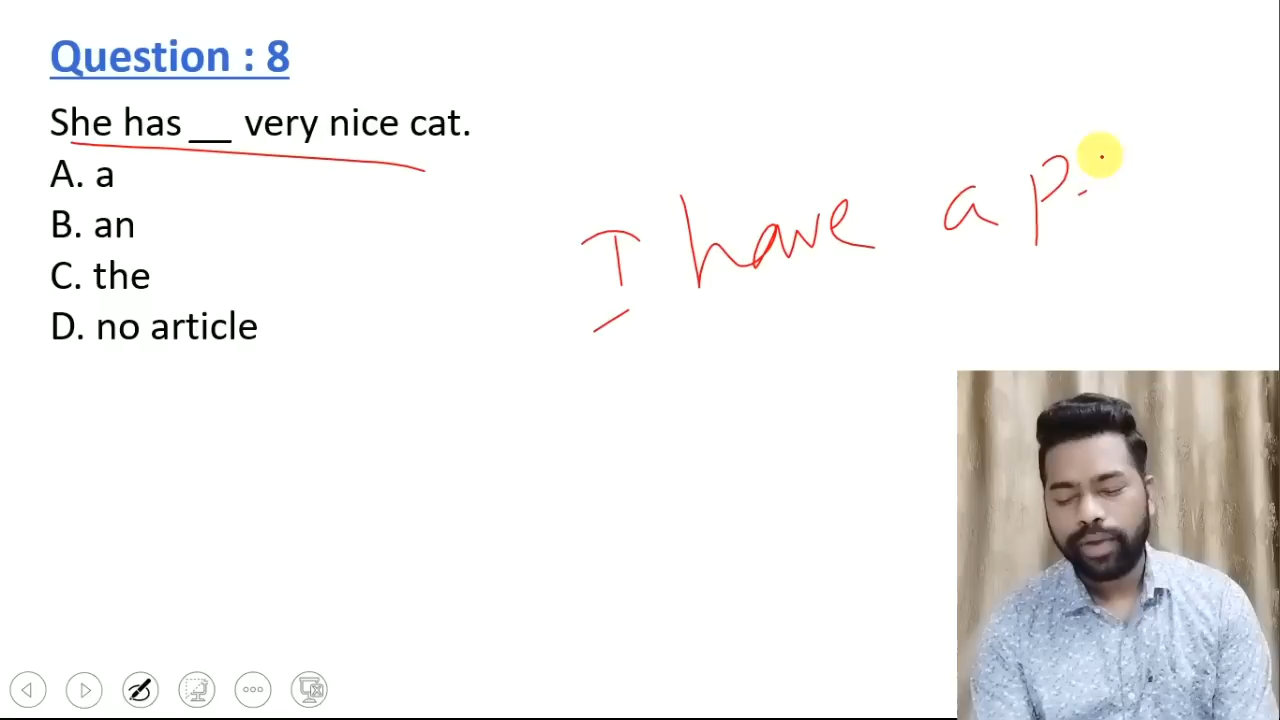 Question : 8
She has __ very nice cat.
A. a
B. an
C. the
D. no article
I have a p